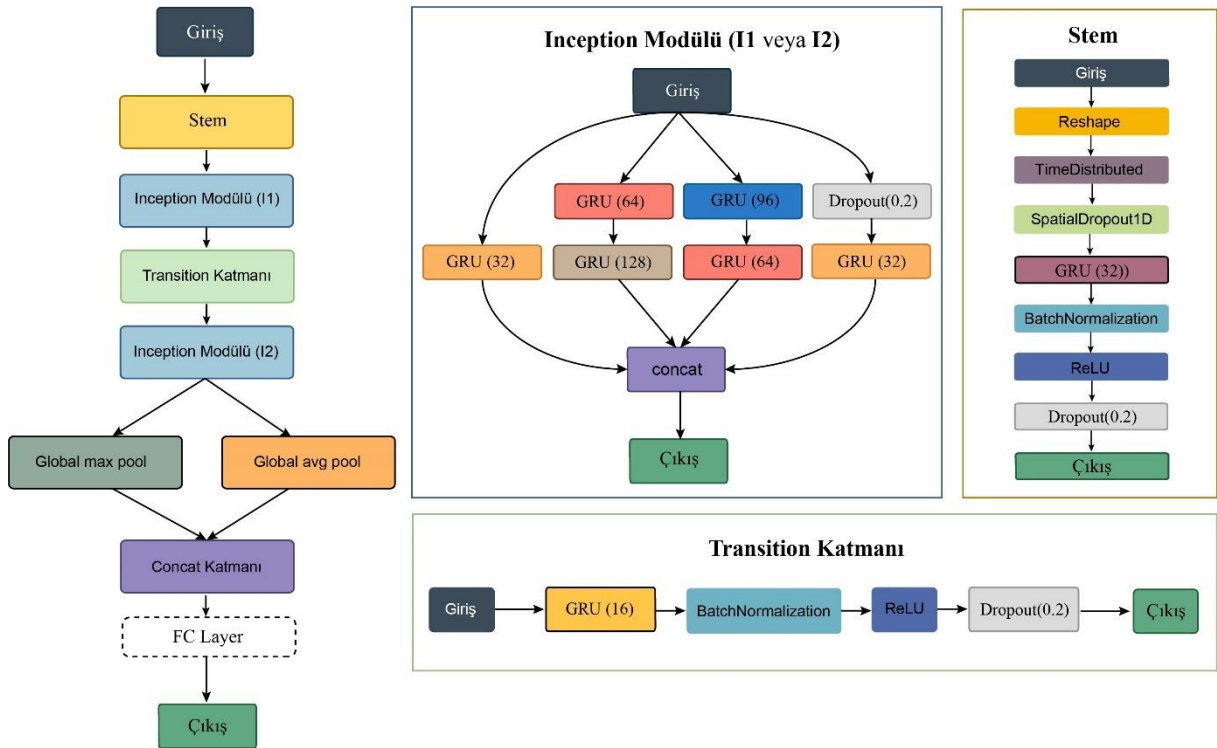 Giriş
Stem
Inception Modülü (I1)
Transition Katmanı
Inception Modülü (I2)
Global max pool
Global avg pool
Concat Katmanı
FC Layer
Çıkış
Inception Modülü (I1 veya I2)
Giriş
GRU (64)
GRU (96)
Dropout(0.2)
GRU (32)
GRU (128)
GRU (64)
GRU (32)
concat
Çıkış
Stem
Giriş
Reshape
TimeDistributed
SpatialDropout1D
GRU (32))
BatchNormalization
ReLU
Dropout(0.2)
Çıkış
Transition Katmanı
Giriş
GRU (16)
BatchNormalization
ReLU
Dropout(0.2)
Çıkış